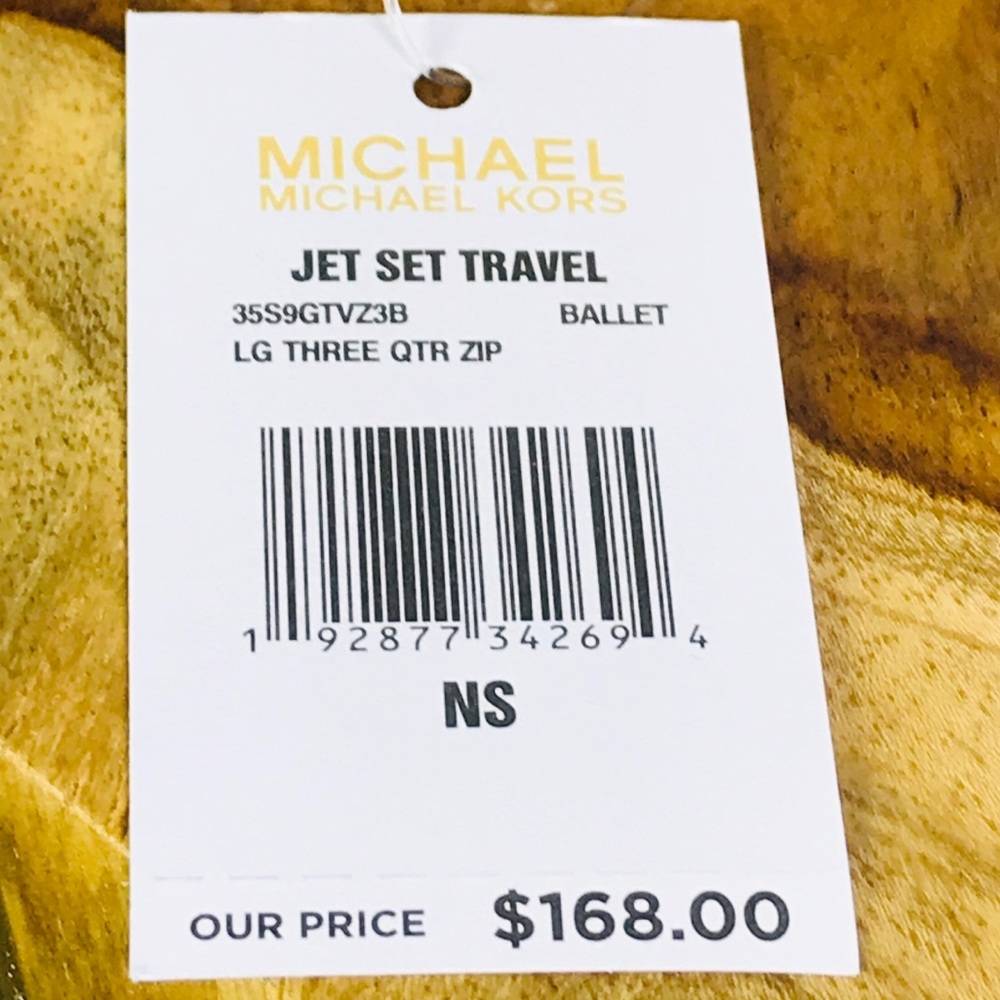 MICHAEL
MICHAEL KORS
JET SET TRAVEL
35S9GTVZ3B BALLET
LG THREE QTR ZIP
1 92877 34269 4
NS
OUR PRICE $168.00